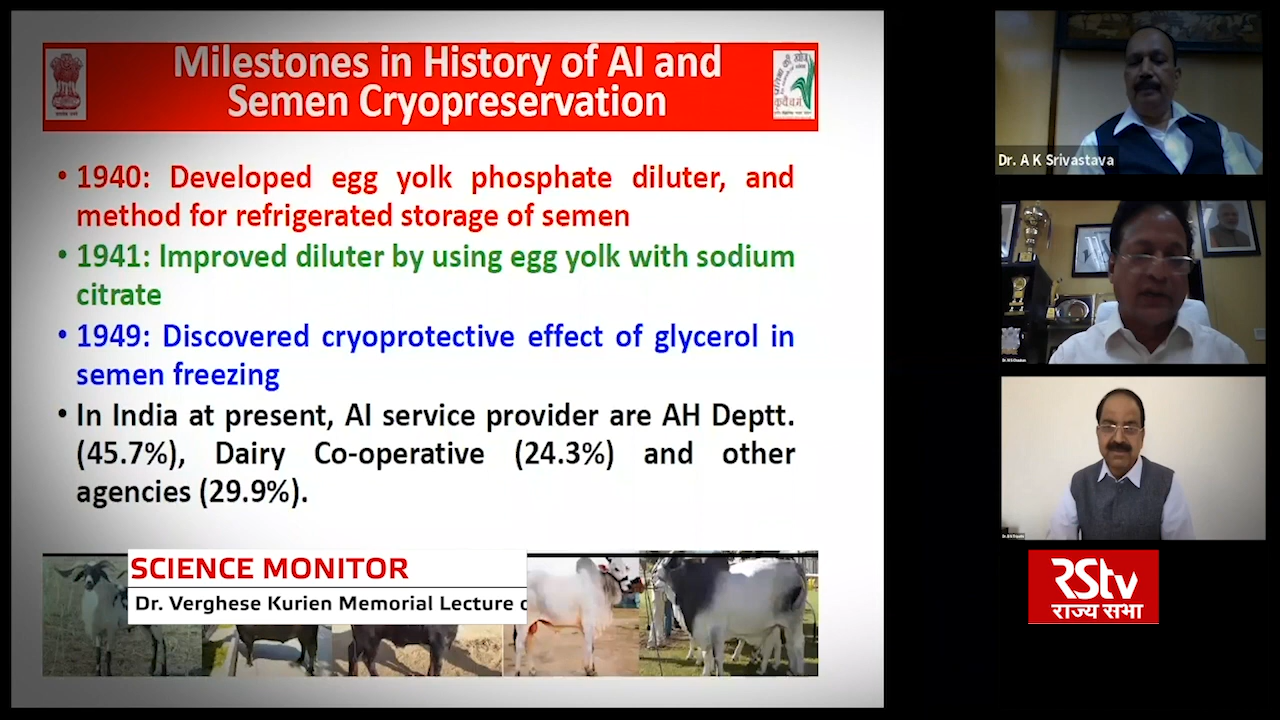 Milestones in History of AI and
Semen Cryopreservation
• 1940: Developed egg yolk phosphate diluter, and
method for refrigerated storage of semen
• 1941: Improved diluter by using egg yolk with sodium
citrate
• 1949: Discovered cryoprotective effect of glycerol in
semen freezing
• In India at present, AI service provider are AH Deptt.
(45.7%), Dairy Co-operative (24.3%) and other
agencies (29.9%).
SCIENCE MONITOR
Dr. Verghese Kurien Memorial Lecture
Dr. A K Srivastava
RStv
राज्य सभा